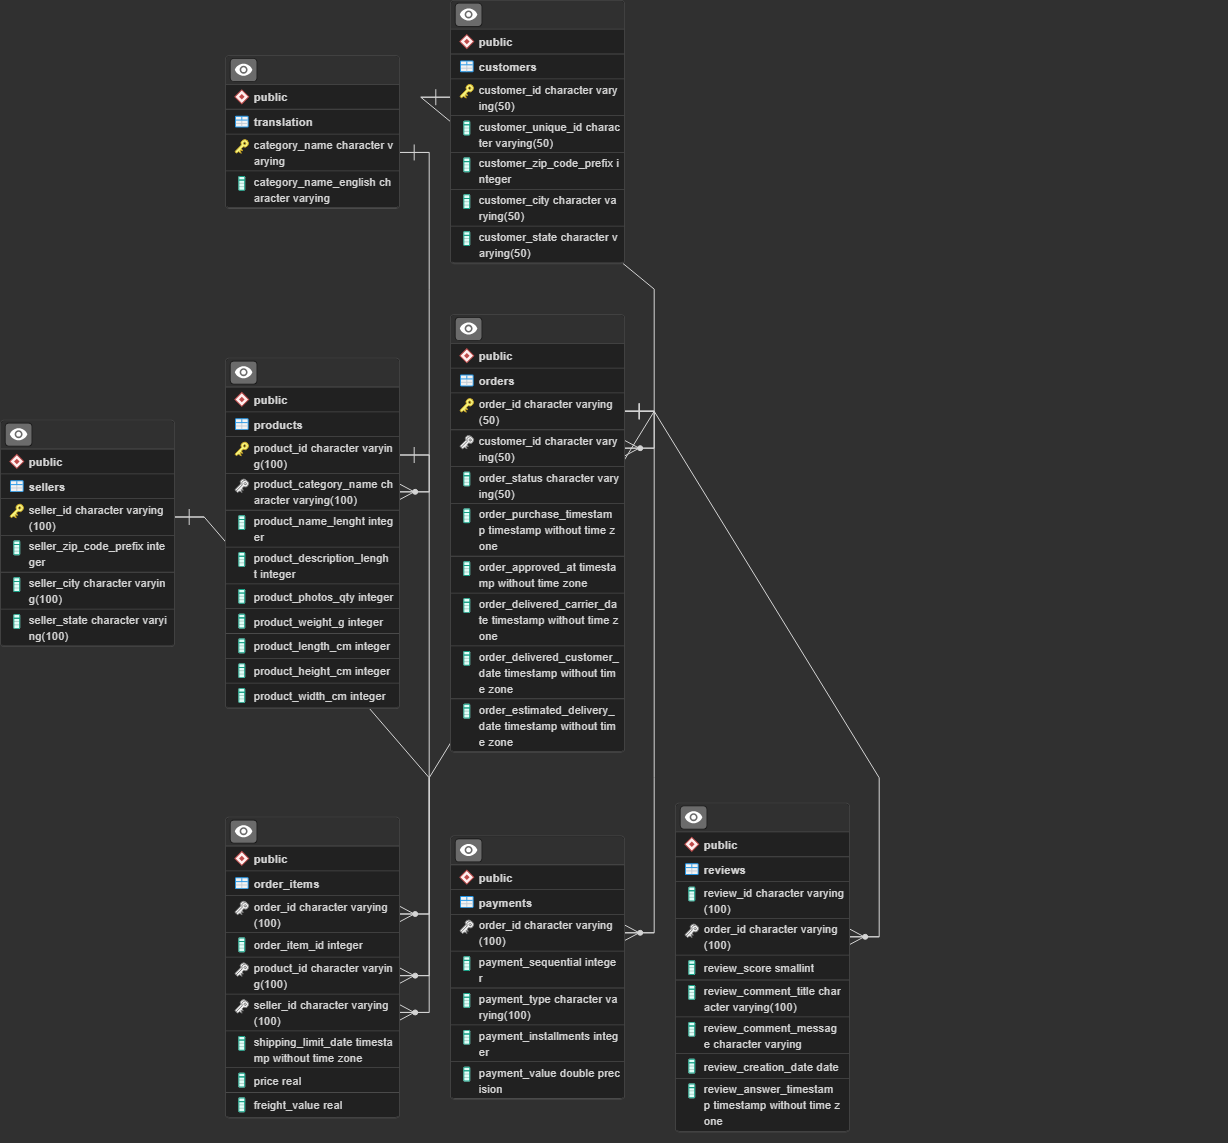 public
customers
customer_id character vary
ing(50)
customer_unique_id charac
ter varying(50)
customer_zip_code_prefix i
nteger
customer_city character va
rying(50)
customer_state character v
arying(50)
public
translation
category_name character v
arying
category_name_english ch
aracter varying
public
orders
order_id character varying
(50)
customer_id character vary
ing(50)
order_status character vary
ing(50)
order_purchase_timestam
p timestamp without time z
one
order_approved_at timesta
mp without time zone
order_delivered_carrier_da
te timestamp without time z
one
order_delivered_customer_
date timestamp without tim
e zone
order_estimated_delivery_
date timestamp without tim
e zone
public
products
product_id character varyin
g(100)
product_category_name ch
aracter varying(100)
product_name_lenght integ
er
product_description_lengh
t integer
product_photos_qty integer
product_weight_g integer
product_length_cm integer
product_height_cm integer
product_width_cm integer
public
sellers
seller_id character varying
(100)
seller_zip_code_prefix inte
ger
seller_city character varyin
g(100)
seller_state character varyi
ng(100)
public
order_items
order_id character varying
(100)
order_item_id integer
product_id character varyin
g(100)
seller_id character varying
(100)
shipping_limit_date timesta
mp without time zone
price real
freight_value real
public
payments
order_id character varying
(100)
payment_sequential intege
r
payment_type character va
rying(100)
payment_installments integ
er
payment_value double prec
ision
public
reviews
review_id character varying
(100)
order_id character varying
(100)
review_score smallint
review_comment_title char
acter varying(100)
review_comment_messag
e character varying
review_creation_date date
review_answer_timestam
p timestamp without time z
one